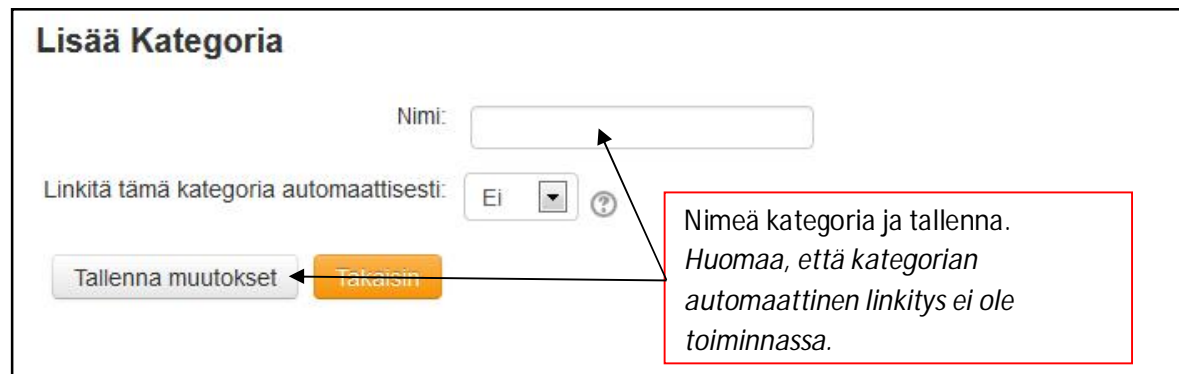 Lisää Kategoria
Nimi:
Linkitä tämä kategoria automaattisesti:
Ei
?
Tallenna muutokset
Takaisin
Nimeä kategoria ja tallenna.
Huomaa, että kategorian
automaattinen linkitys ei ole
toiminnassa.